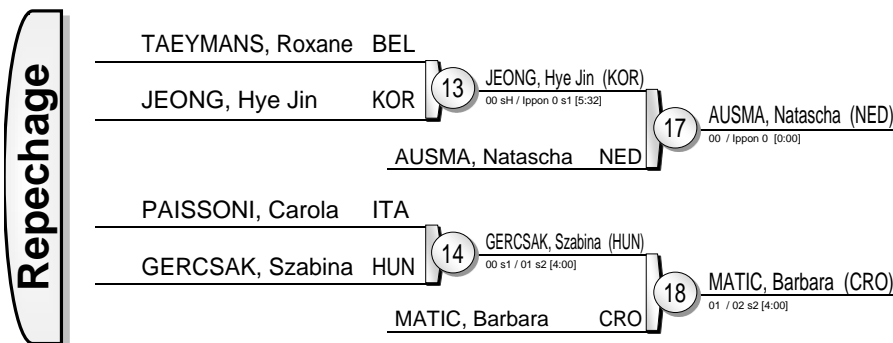 Repechage
TAEYMANS, Roxane BEL
JEONG, Hye Jin KOR
13
JEONG, Hye Jin (KOR)
00 sH / Ippon 0 s1 [5:32]
AUSMA, Natascha NED
17
AUSMA, Natascha (NED)
00 / Ippon 0 [0:00]
PAISSONI, Carola ITA
GERCSAK, Szabina HUN
14
GERCSAK, Szabina (HUN)
00 s1 / 01 s2 [4:00]
MATIC, Barbara CRO
18
MATIC, Barbara (CRO)
01 / 02 s2 [4:00]